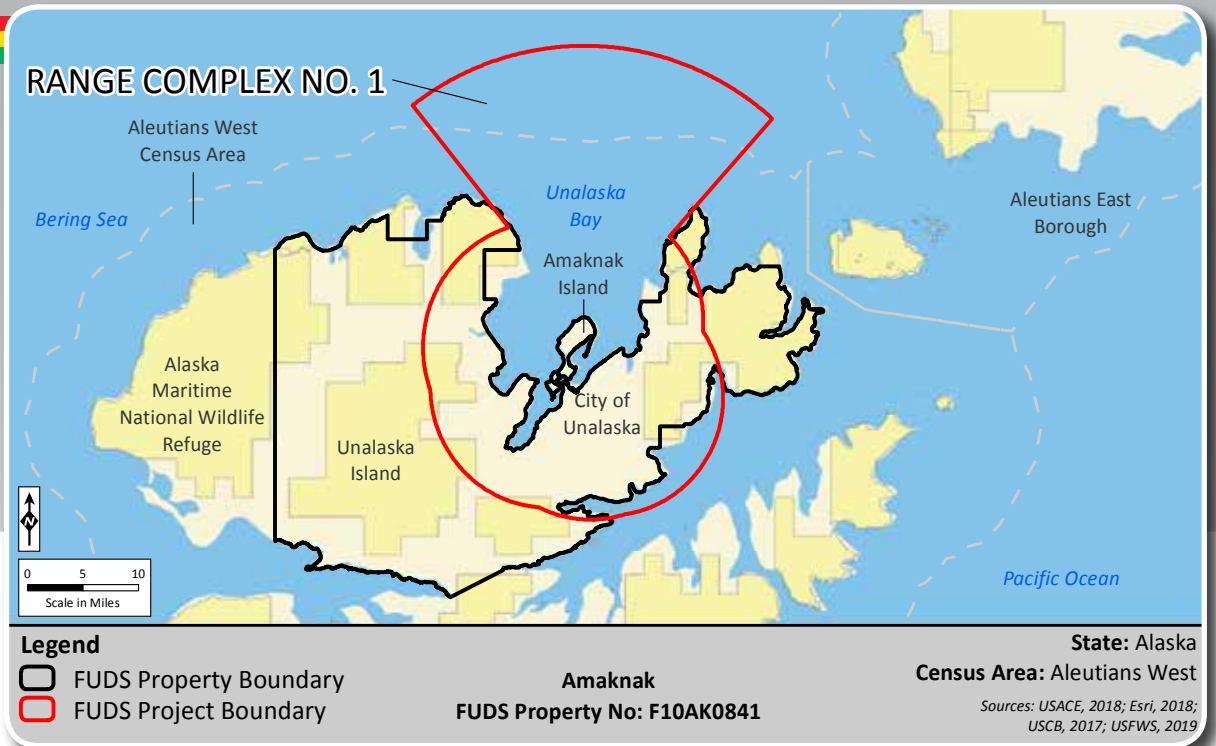 RANGE COMPLEX NO. 1
Aleutians West
Census Area
Bering Sea
Unalaska
Bay
Aleutians East
Borough
Amaknak
Island
Alaska
Maritime
National Wildlife
Refuge
Unalaska
Island
City of
Unalaska
N
0 5 10
Scale in Miles
Pacific Ocean
Legend
FUDS Property Boundary
FUDS Project Boundary
Amaknak
FUDS Property No: F10AK0841
State: Alaska
Census Area: Aleutians West
Sources: USACE, 2018; Esri, 2018;
USCB, 2017; USFWS, 2019